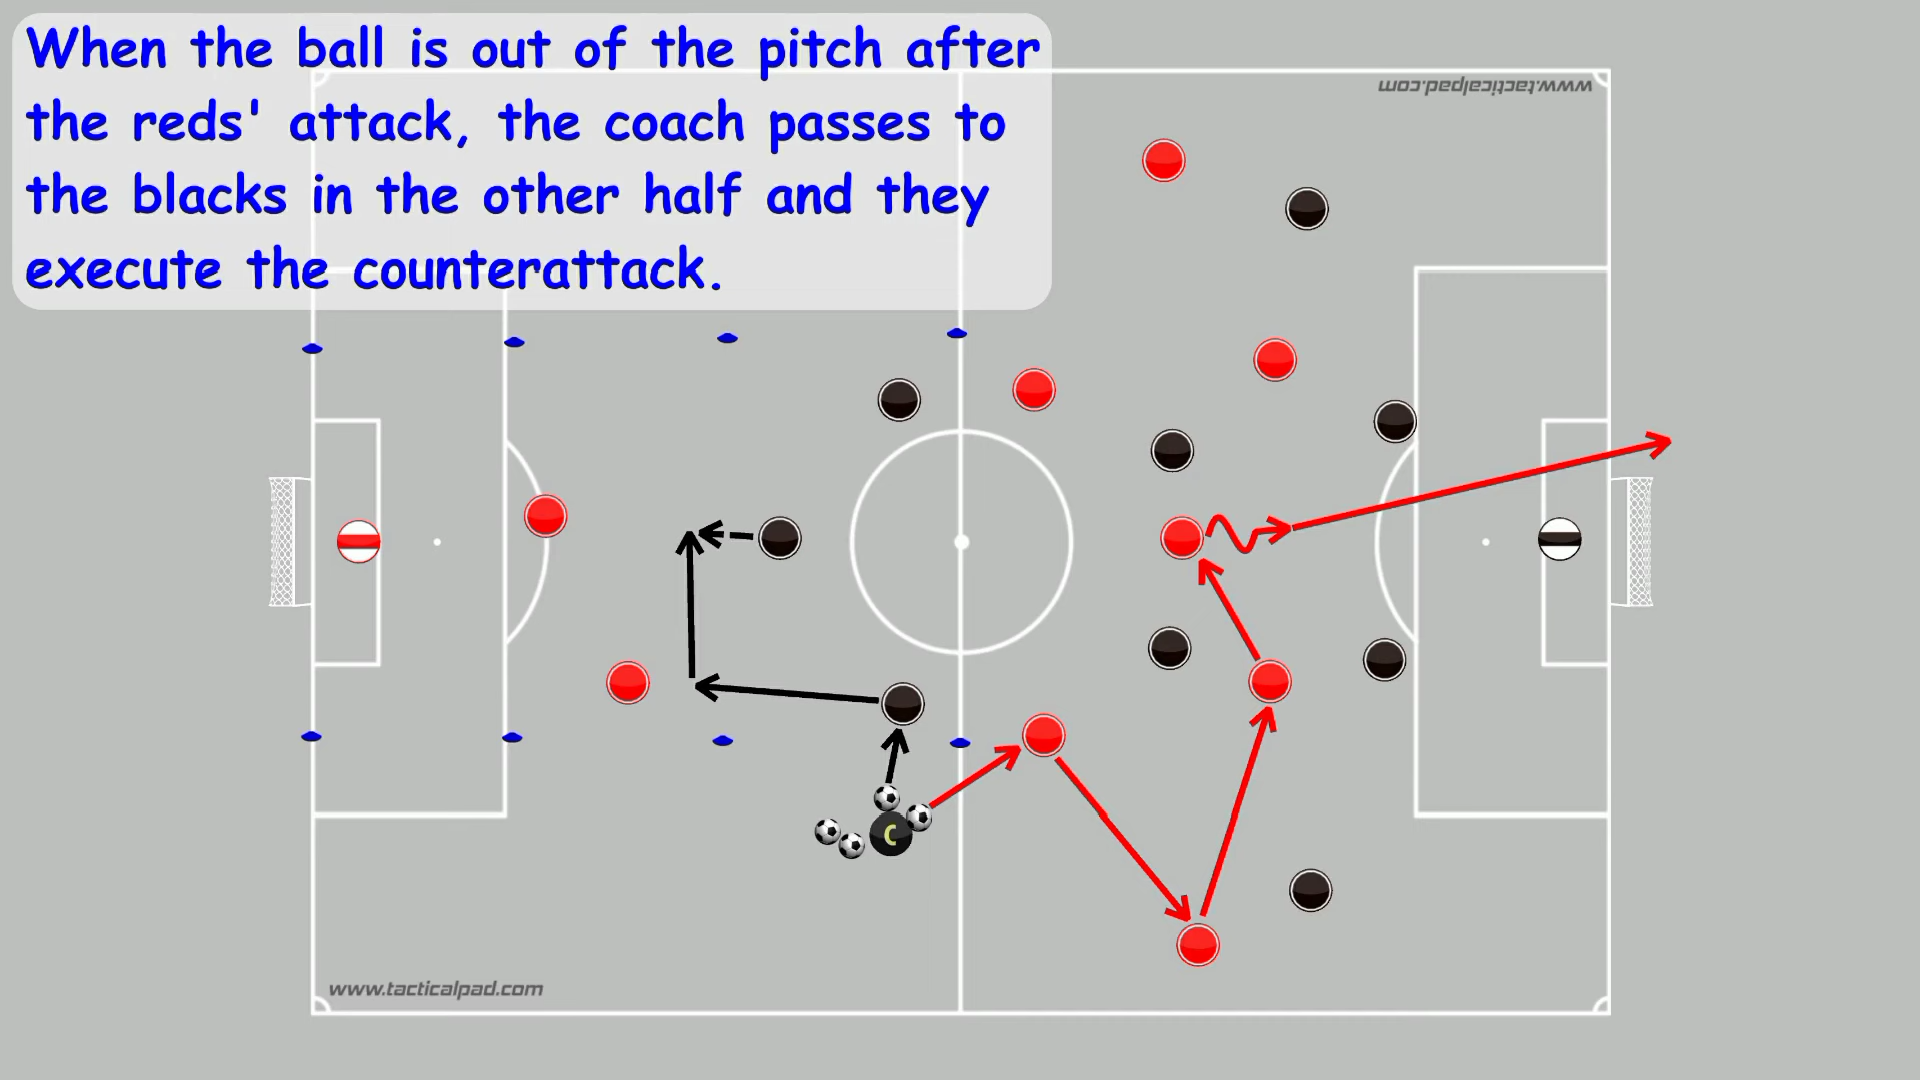 When the ball is out of the pitch after
the reds' attack, the coach passes to
the blacks in the other half and they
execute the counterattack.
www.tacticalpad.com
C
www.tacticalpad.com